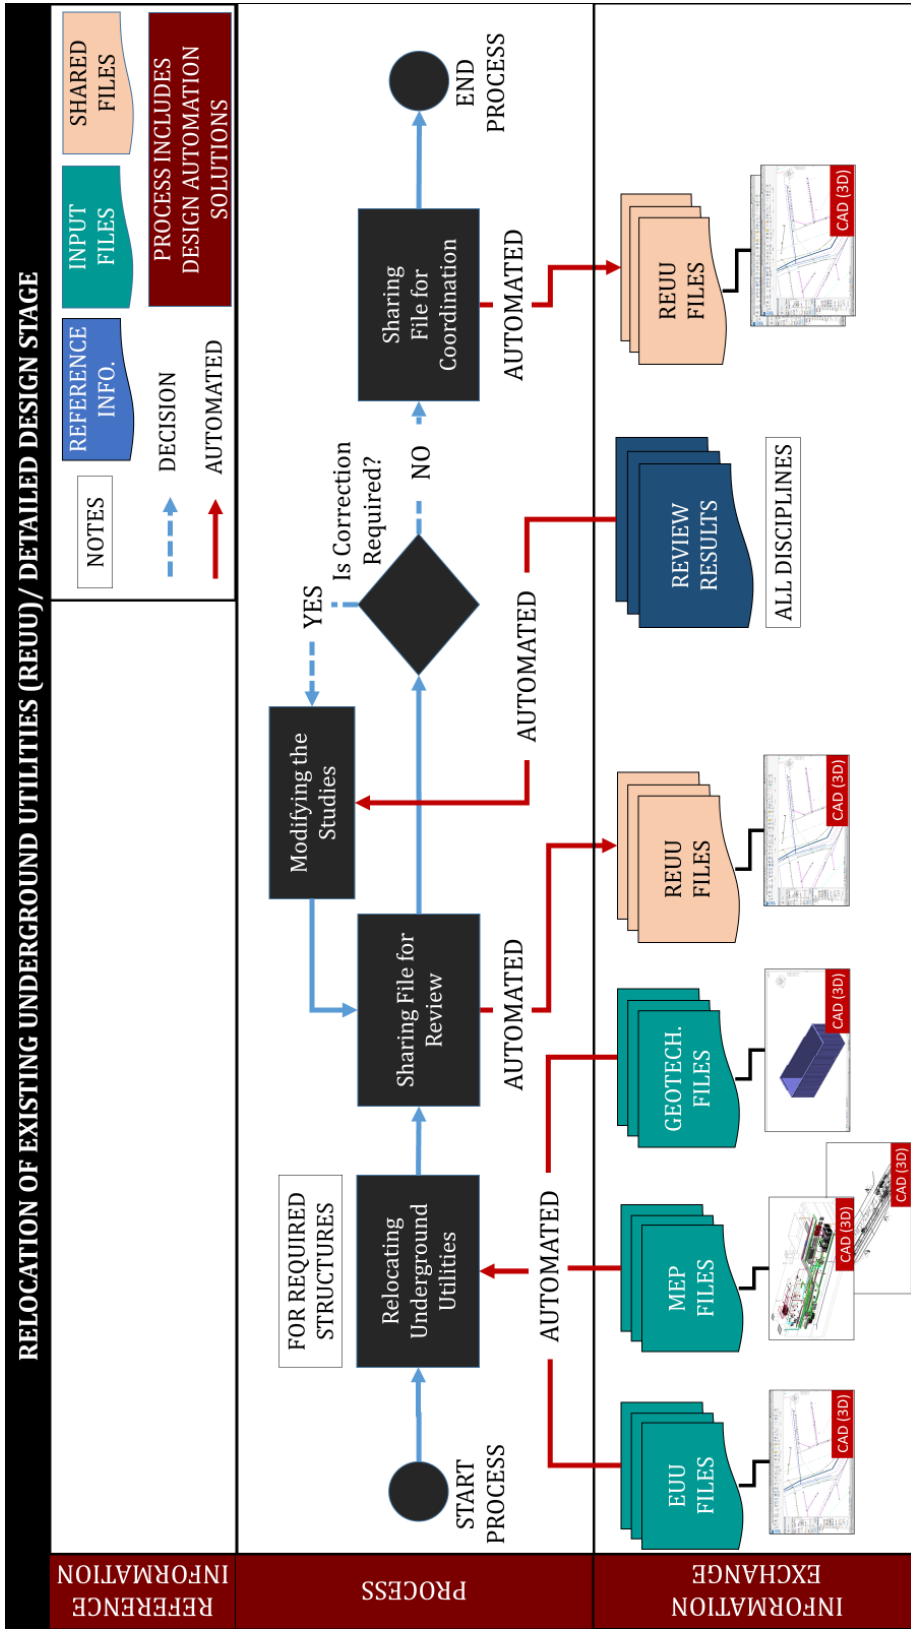 RELOCATION OF EXISTING UNDERGROUND UTILITIES (REUU) / DETAILED DESIGN STAGE
REFERENCE
INFORMATION
NOTES
REFERENCE
INFO.
INPUT
FILES
SHARED
FILES
DECISION
AUTOMATED
PROCESS INCLUDES
DESIGN AUTOMATION
SOLUTIONS
PROCESS
START
PROCESS
FOR REQUIRED
STRUCTURES
Relocating
Underground
Utilities
Sharing File for
Review
Modifying the
Studies
YES
Is Correction
Required?
NO
Sharing
File for
Coordination
END
PROCESS
AUTOMATED
AUTOMATED
AUTOMATED
AUTOMATED
INFORMATION
EXCHANGE
EUU
FILES
CAD (3D)
MEP
FILES
CAD (3D)
CAD (3D)
GEOTECH.
FILES
CAD (3D)
REUU
FILES
CAD (3D)
REVIEW
RESULTS
ALL DISCIPLINES
REUU
FILES
CAD (3D)